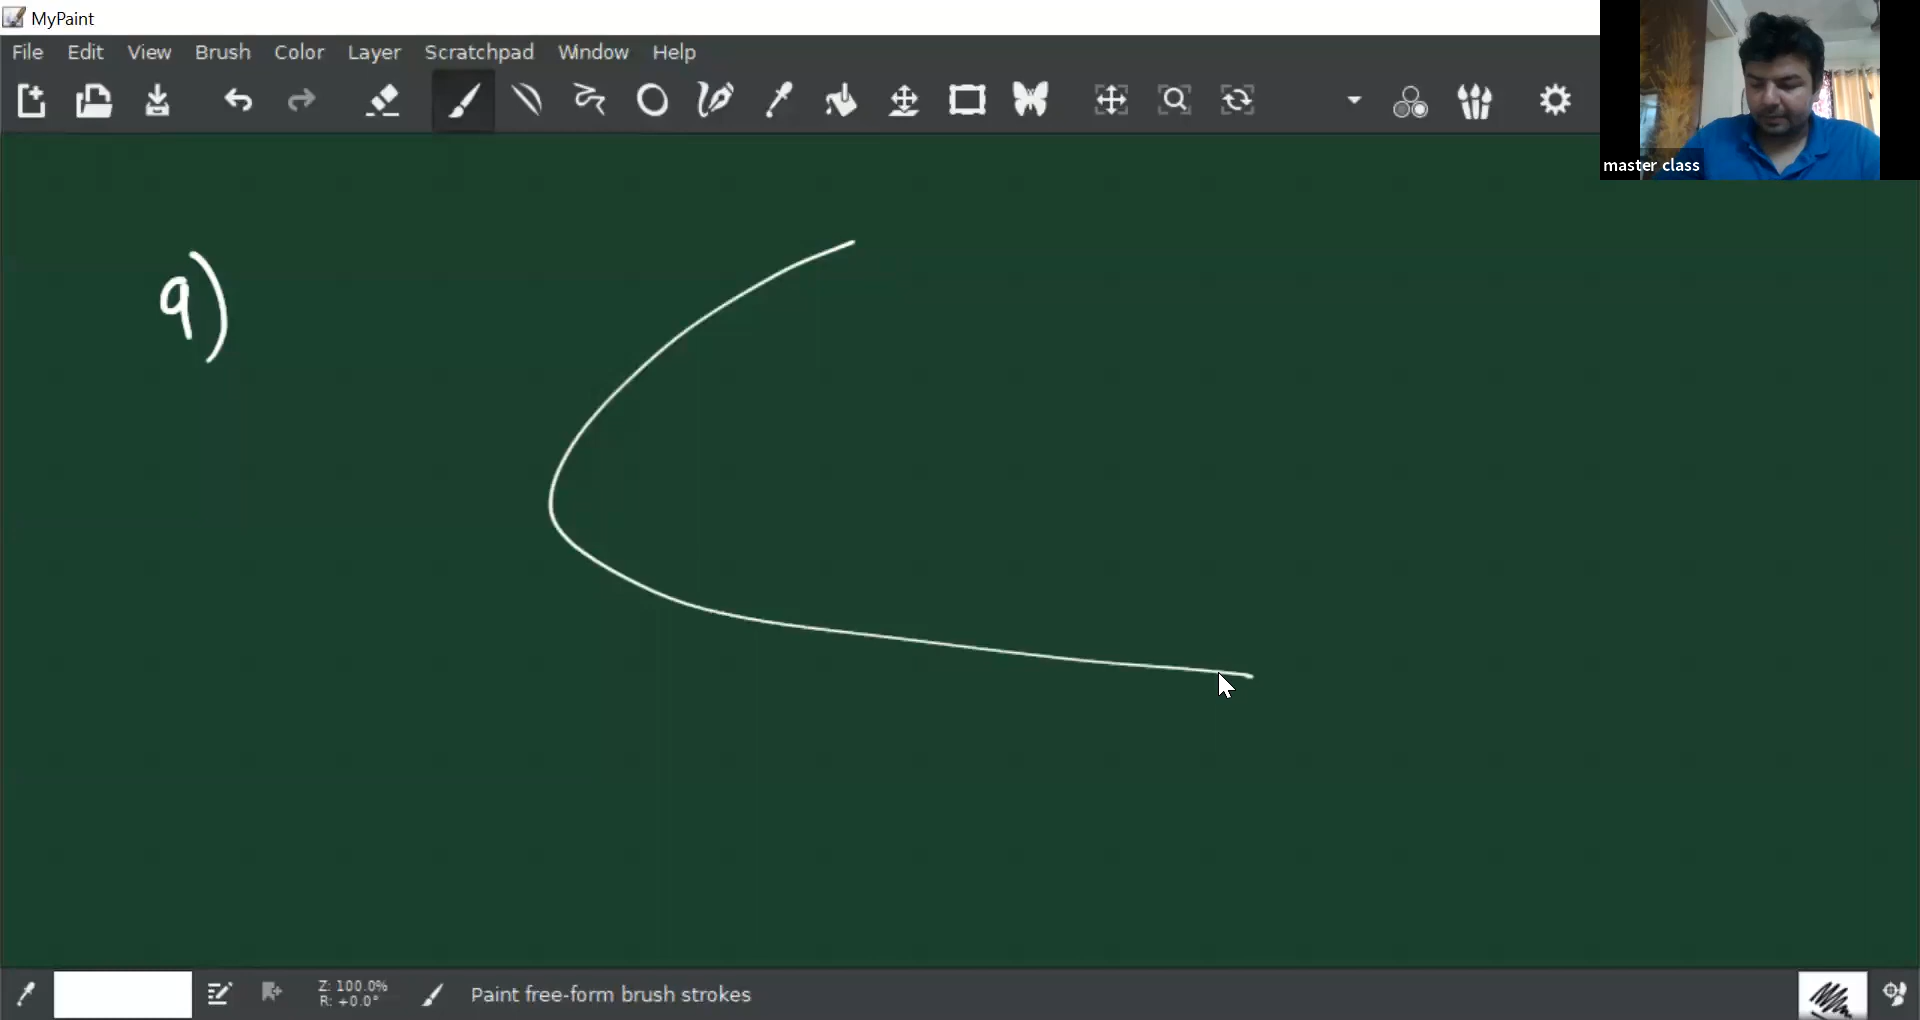 MyPaint
File Edit View Brush Color Layer Scratchpad Window Help
master class
9)
Z: 100.0%
R: +0.0°
Paint free-form brush strokes